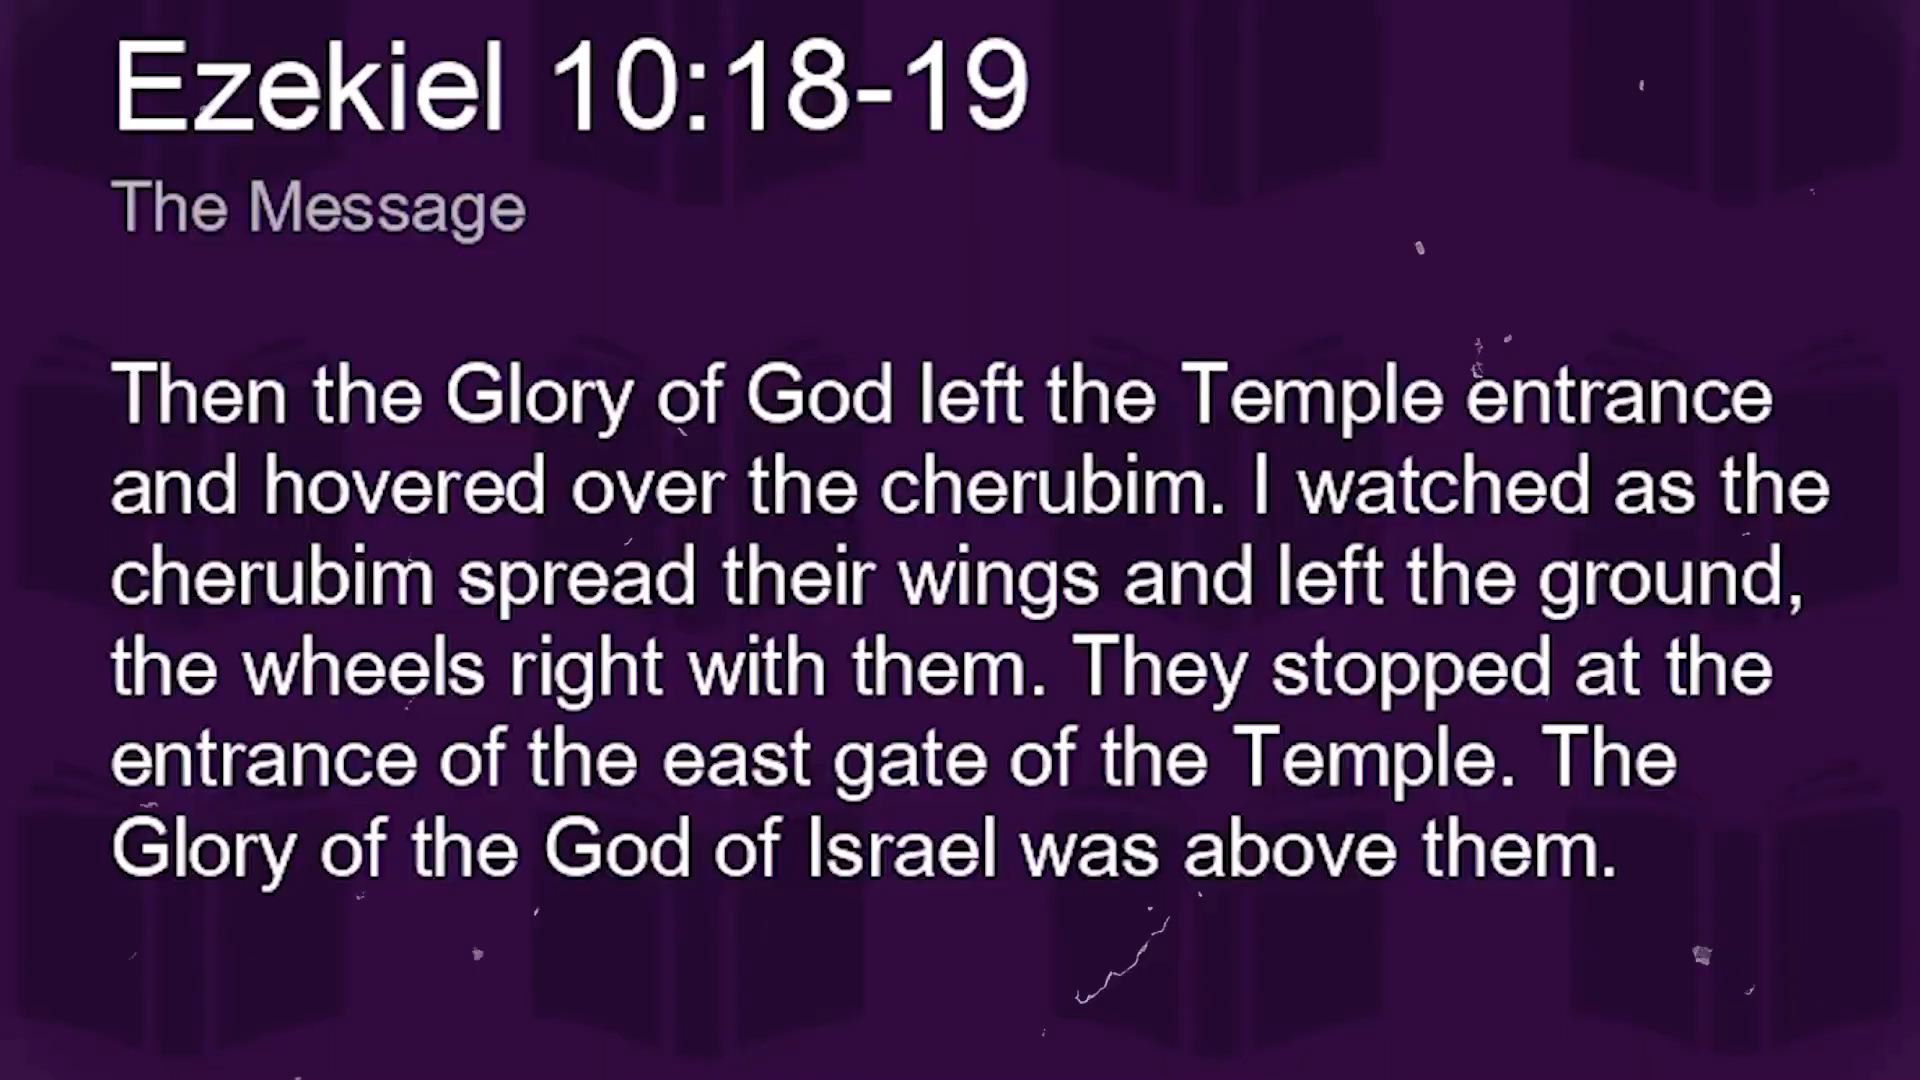 Ezekiel 10:18-19
The Message
Then the Glory of God left the Temple entrance
and hovered over the cherubim. I watched as the
cherubim spread their wings and left the ground,
the wheels right with them. They stopped at the
entrance of the east gate of the Temple. The
Glory of the God of Israel was above them.